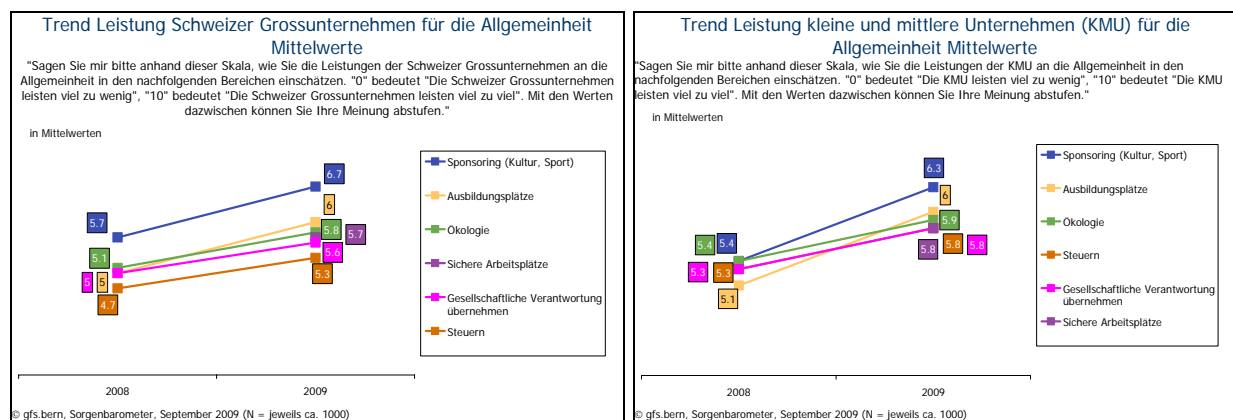 Trend Leistung Schweizer Grossunternehmen für die Allgemeinheit
Mittelwerte
"Sagen Sie mir bitte anhand dieser Skala, wie Sie die Leistungen der Schweizer Grossunternehmen an die
Allgemeinheit in den nachfolgenden Bereichen einschätzen. "0" bedeutet "Die Schweizer Grossunternehmen
leisten viel zu wenig", "10" bedeutet "Die Schweizer Grossunternehmen leisten viel zu viel". Mit den Werten
dazwischen können Sie Ihre Meinung abstufen."
in Mittelwerten
6.7
6
5.7
5.8
5.7
5.6
5.1
5
5
5.3
4.7
Sponsoring (Kultur, Sport)
Ausbildungsplätze
Ökologie
Sichere Arbeitsplätze
Gesellschaftliche Verantwortung
übernehmen
Steuern
2008
2009
© gfs.bern, Sorgenbarometer, September 2009 (N = jeweils ca. 1000)
Trend Leistung kleine und mittlere Unternehmen (KMU) für die
Allgemeinheit Mittelwerte
"Sagen Sie mir bitte anhand dieser Skala, wie Sie die Leistungen der KMU an die Allgemeinheit in den
nachfolgenden Bereichen einschätzen. "0" bedeutet "Die KMU leisten viel zu wenig", "10" bedeutet "Die KMU
leisten viel zu viel". Mit den Werten dazwischen können Sie Ihre Meinung abstufen."
in Mittelwerten
6.3
6
5.9
5.4
5.4
5.8
5.8
5.8
5.3
5.3
5.1
Sponsoring (Kultur, Sport)
Ausbildungsplätze
Ökologie
Steuern
Gesellschaftliche Verantwortung
übernehmen
Sichere Arbeitsplätze
2008
2009
© gfs.bern, Sorgenbarometer, September 2009 (N = jeweils ca. 1000)